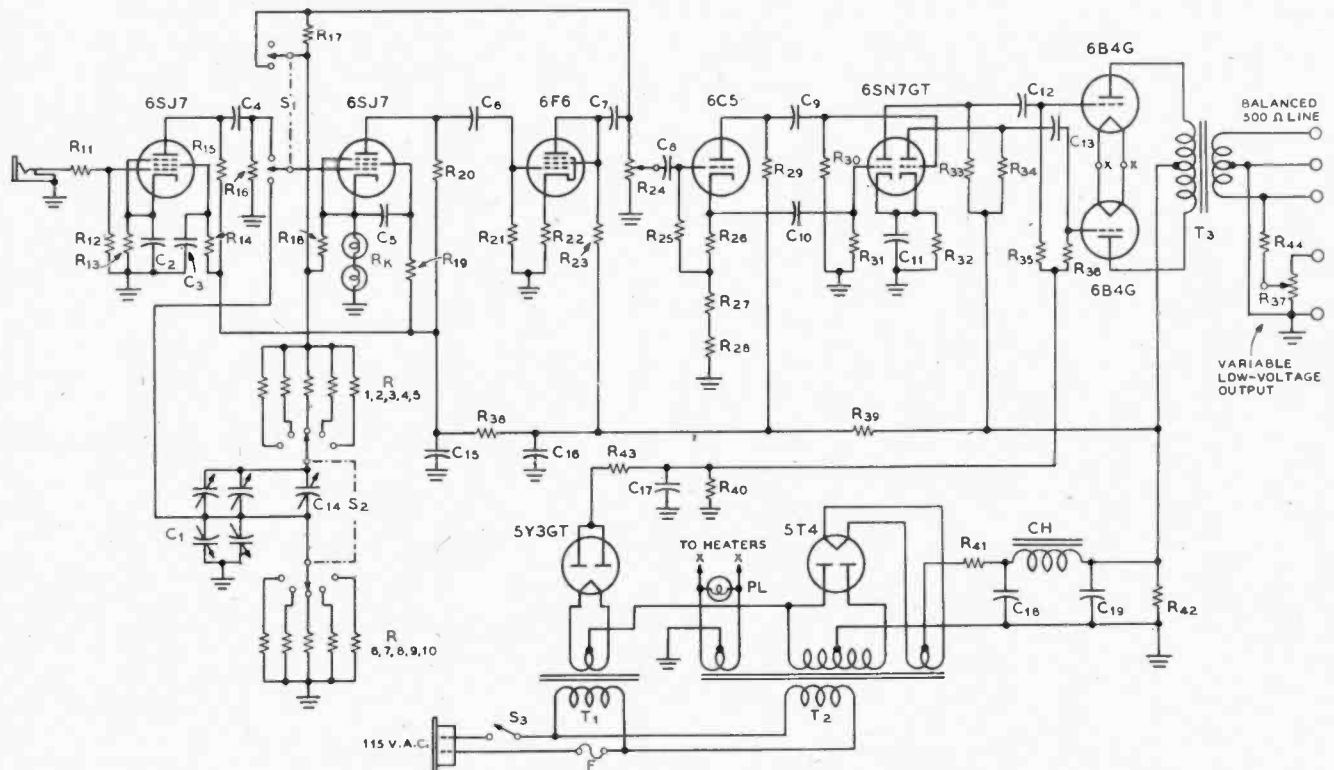 R17
6SJ7
C4
S1
6SJ7
C6
6F6
C7
6C5
C9
6SN7GT
C12
6B4G
BALANCED
500 Ω LINE
R11
R15
R16
R20
R24
C8
R29
R30
R33
R34
C13
T3
R12
R13
C2
C3
R14
R18
C5
RK
R19
R21
R22
R23
R25
R26
C10
R31
C11
R32
R35
R36
6B4G
R44
R37
R27
R28
VARIABLE
LOW-VOLTAGE
OUTPUT
R
1,2,3,4,5
R38
R39
C15
C16
R43
C17
R40
C14
S2
C1
5Y3GT
TO HEATERS
X X
PL
5T4
R41
CH
C18
C19
R42
R
6,7,8,9,10
T1
T2
S3
115 V.A.C.
F
X X